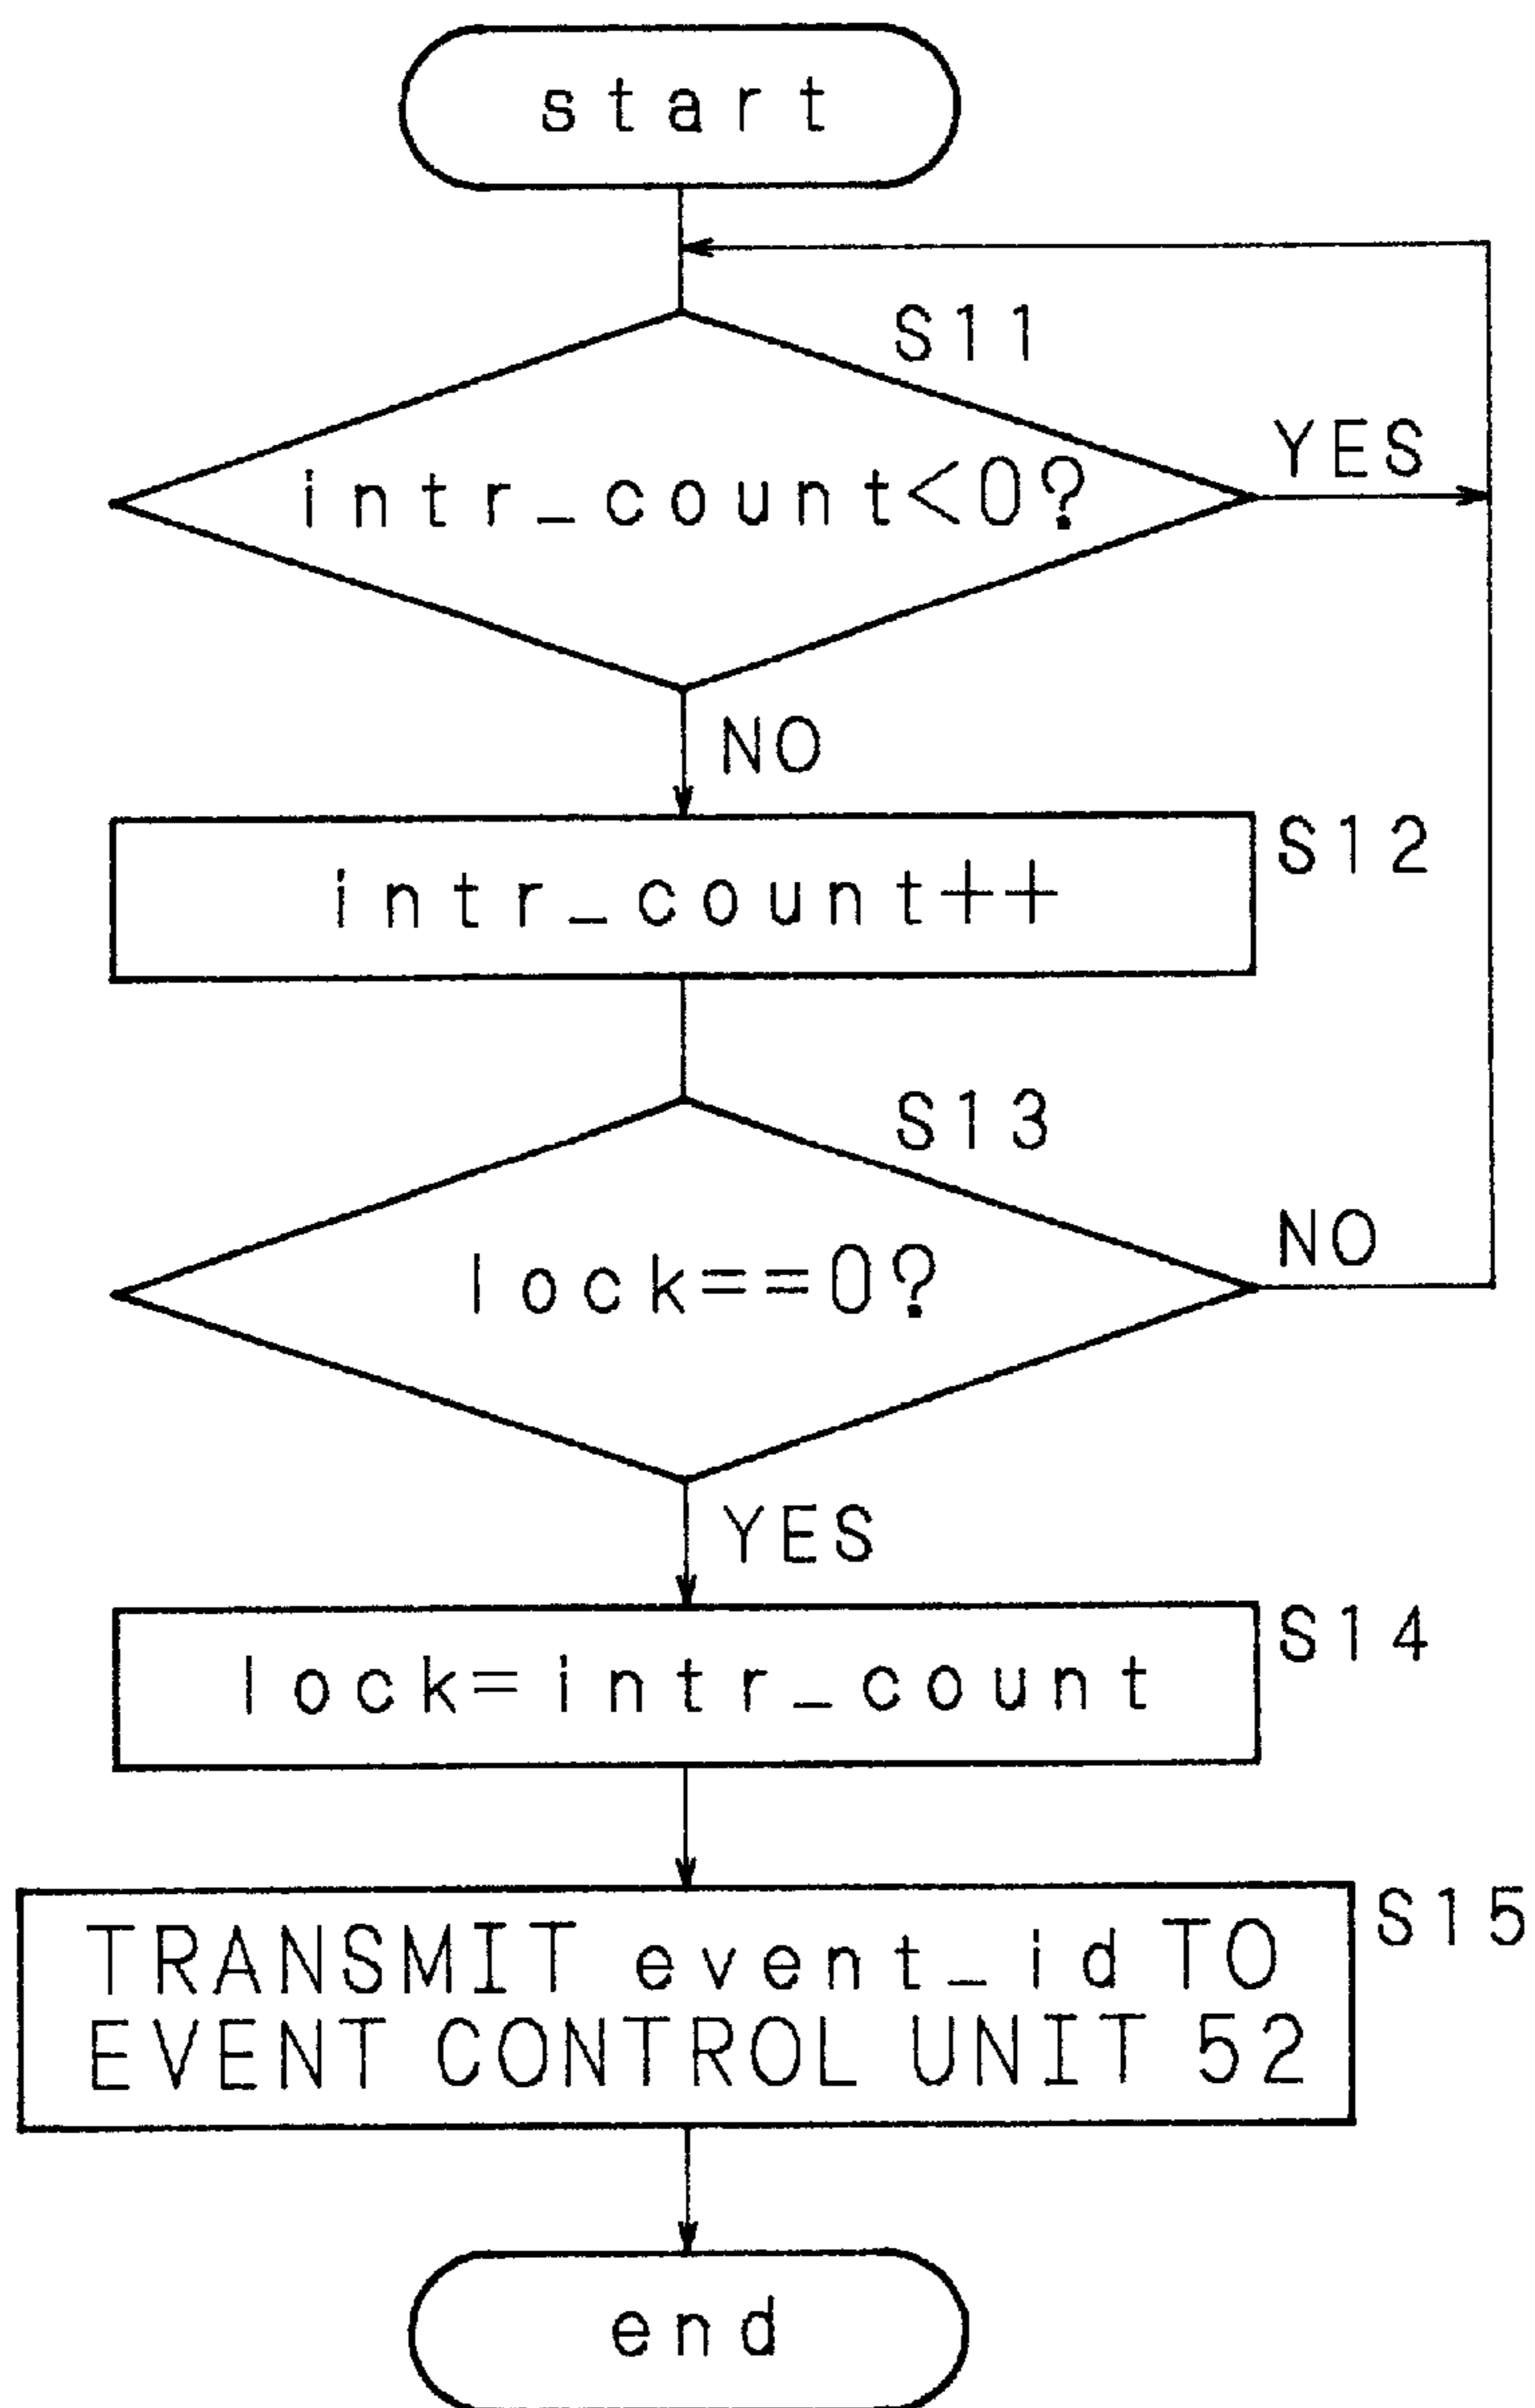 start
S11
intr_count<0?
YES
NO
S12
intr_count++
S13
lock==0?
NO
YES
S14
lock=intr_count
S15
TRANSMIT event_id TO
EVENT CONTROL UNIT 52
end